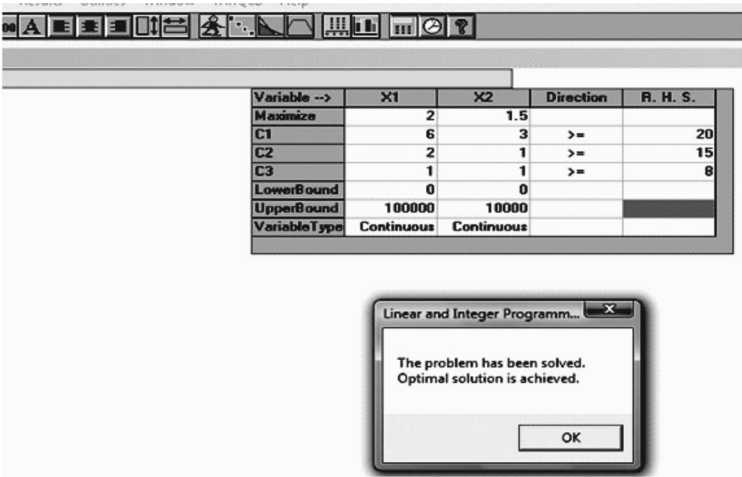 A
?
Variable --> X1 X2 Direction R. H. S.
Maximize 2 1.5
C1 6 3 >= 20
C2 2 1 >= 15
C3 1 1 >= 8
LowerBound 0 0
UpperBound 100000 10000
VariableType Continuous Continuous
Linear and Integer Programm...
The problem has been solved.
Optimal solution is achieved.
OK